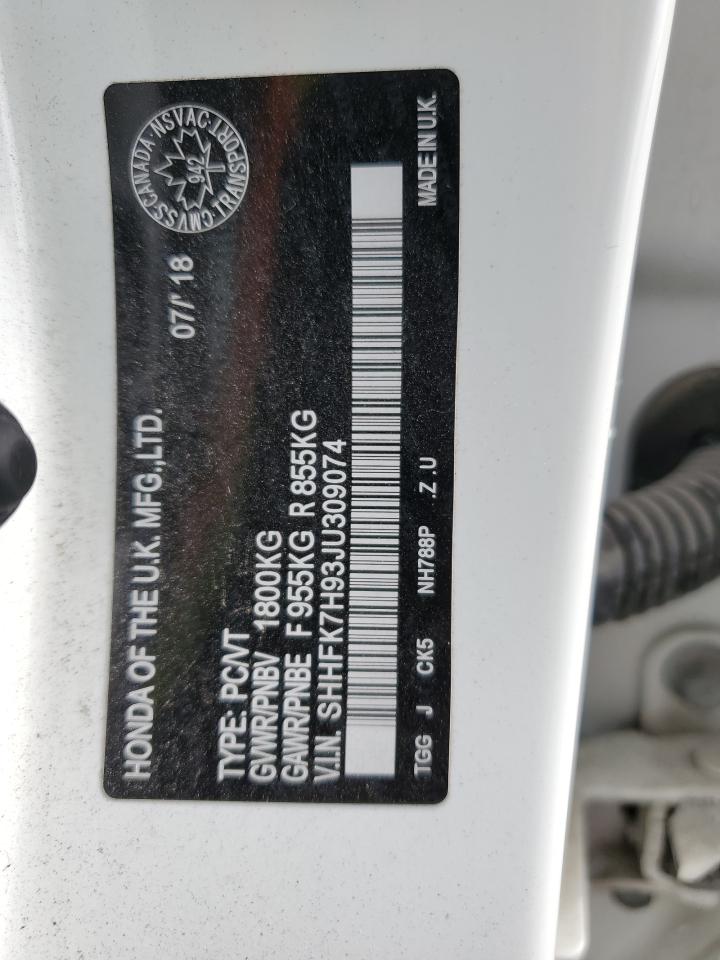 HONDA OF THE U.K. MFG.,LTD.
07/' 18
CMVSS·CANADA·NSVAC·TRANSPORT·
942
TYPE: PC/VT
GVWR/PNBV 1800KG
GAWR/PNBE F 955KG R 855KG
V.I.N. SHHFK7H93JU309074
TGG J CK5 NH788P .Z .U MADE IN U.K.